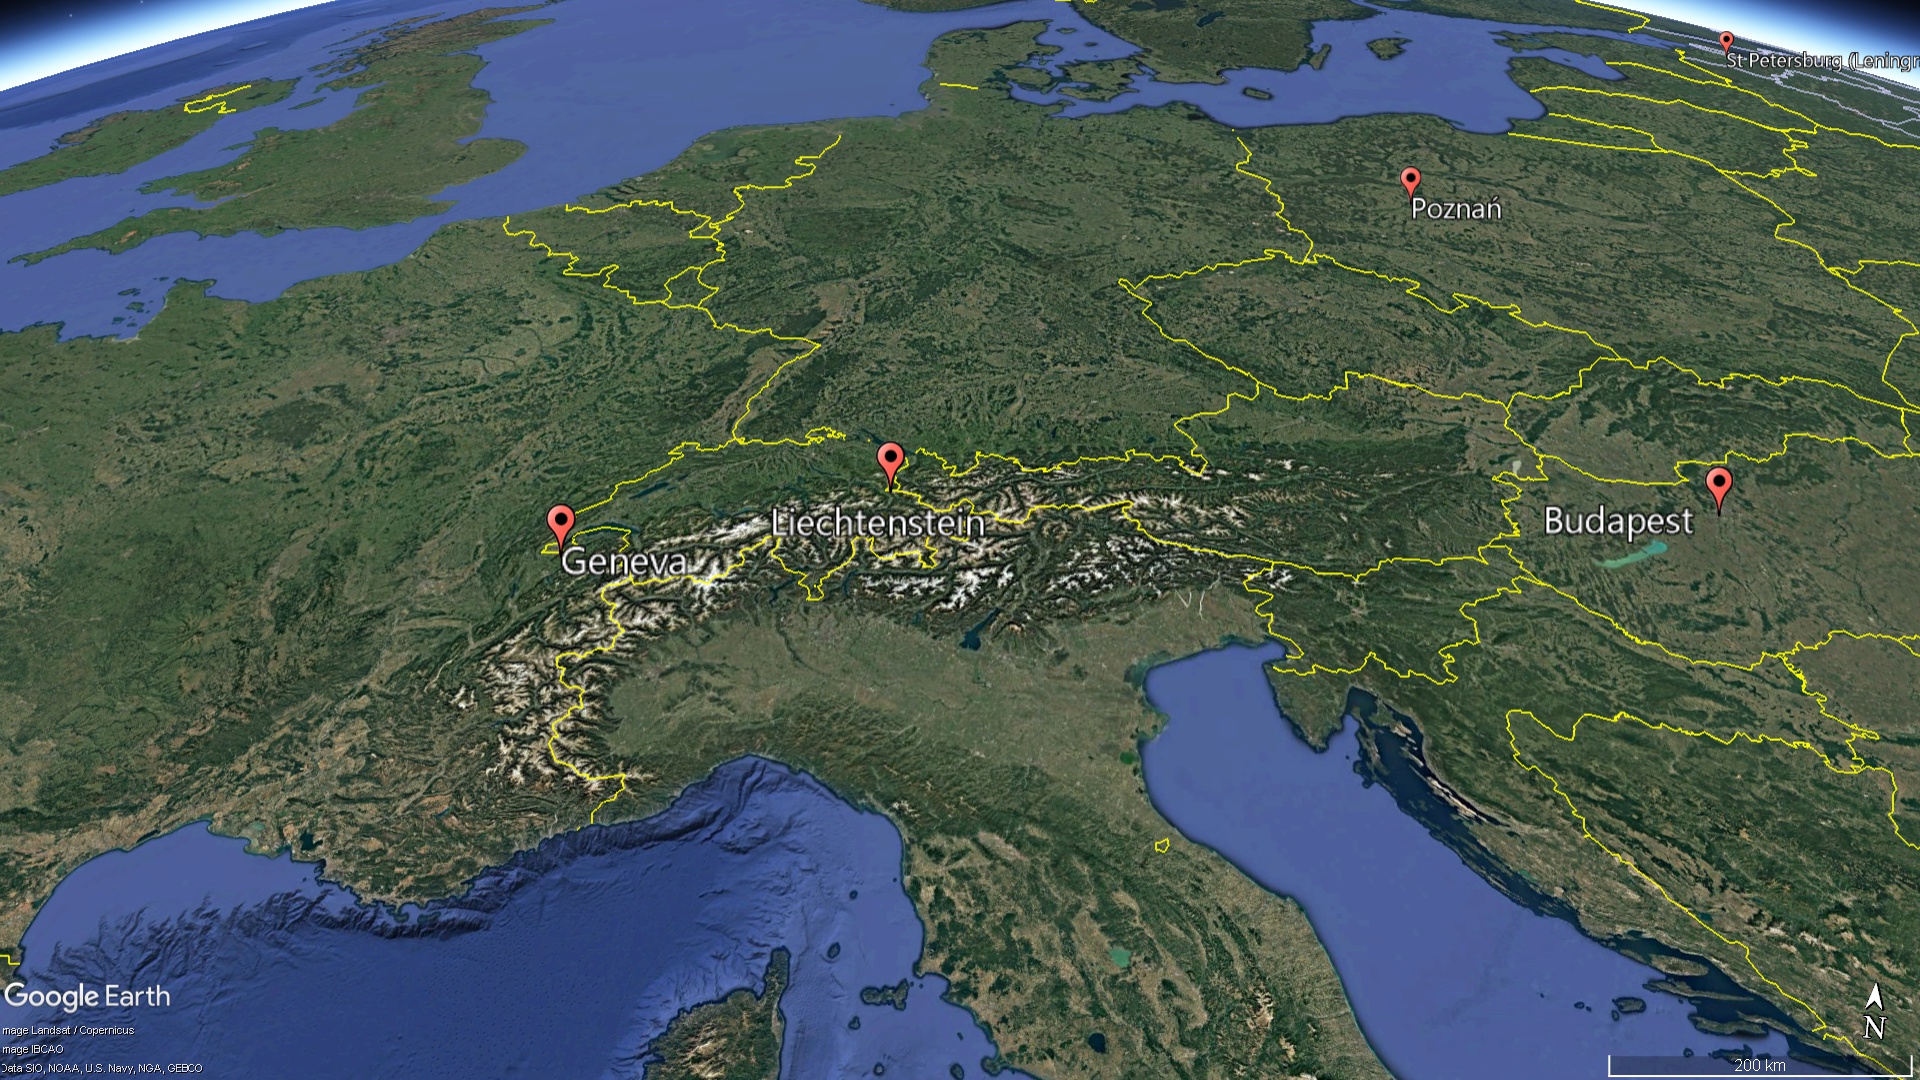 St Petersburg (Leningr
Poznań
Liechtenstein
Budapest
Geneva
Google Earth
mage Landsat / Copernicus
mage IBCAO
Data SIO, NOAA, U.S. Navy, NGA, GEBCO
N
200 km